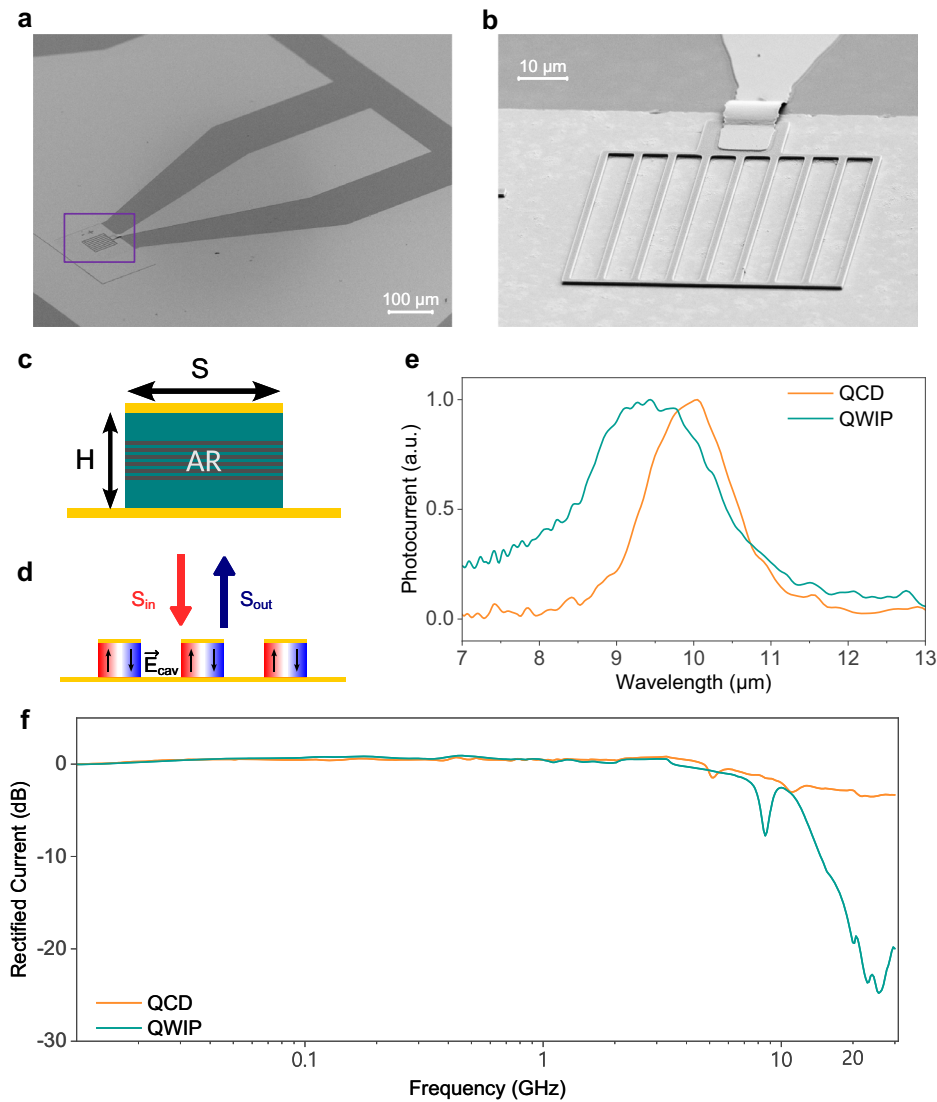 a
100 µm
b
10 µm
c
S
H
AR
d
S_in
S_out
E_cav
e
QCD
QWIP
1.0
0.5
0.0
Photocurrent (a.u.)
7 8 9 10 11 12 13
Wavelength (µm)
f
0
-10
-20
-30
Rectified Current (dB)
QCD
QWIP
0.1 1 10 20
Frequency (GHz)